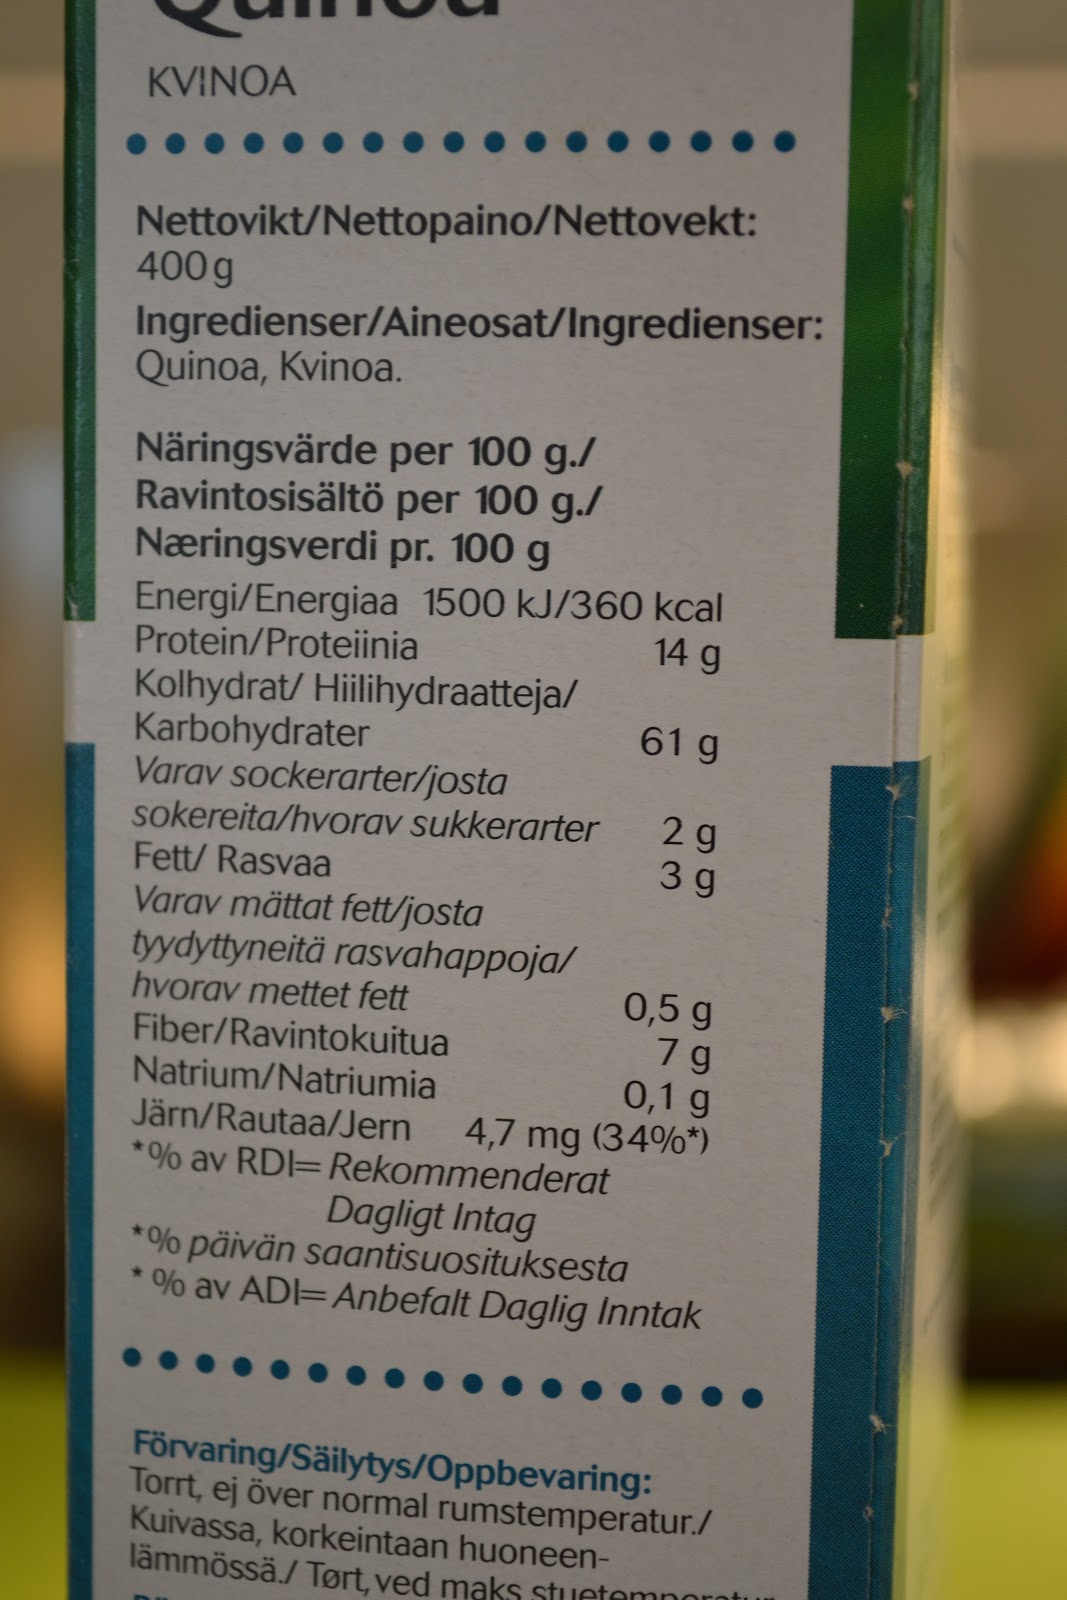 Quinoa
KVINOA
Nettovikt/Nettopaino/Nettovekt:
400 g
Ingredienser/Aineosat/Ingredienser:
Quinoa, Kvinoa.
Näringsvärde per 100 g./
Ravintosisältö per 100 g./
Næringsverdi pr. 100 g
Energi/Energiaa 1500 kJ/360 kcal
Protein/Proteiinia 14 g
Kolhydrat/ Hiilihydraatteja/
Karbohydrater 61 g
Varav sockerarter/josta
sokereita/hvorav sukkerarter 2 g
Fett/ Rasvaa 3 g
Varav mättat fett/josta
tyydyttyneitä rasvahappoja/
hvorav mettet fett 0,5 g
Fiber/Ravintokuitua 7 g
Natrium/Natriumia 0,1 g
Järn/Rautaa/Jern 4,7 mg (34%*)
*% av RDI= Rekommenderat
Dagligt Intag
*% päivän saantisuosituksesta
* % av ADI= Anbefalt Daglig Inntak
Förvaring/Säilytys/Oppbevaring:
Torrt, ej över normal rumstemperatur./
Kuivassa, korkeintaan huoneen-
lämmössä./ Tørt, ved maks stuetemperatur